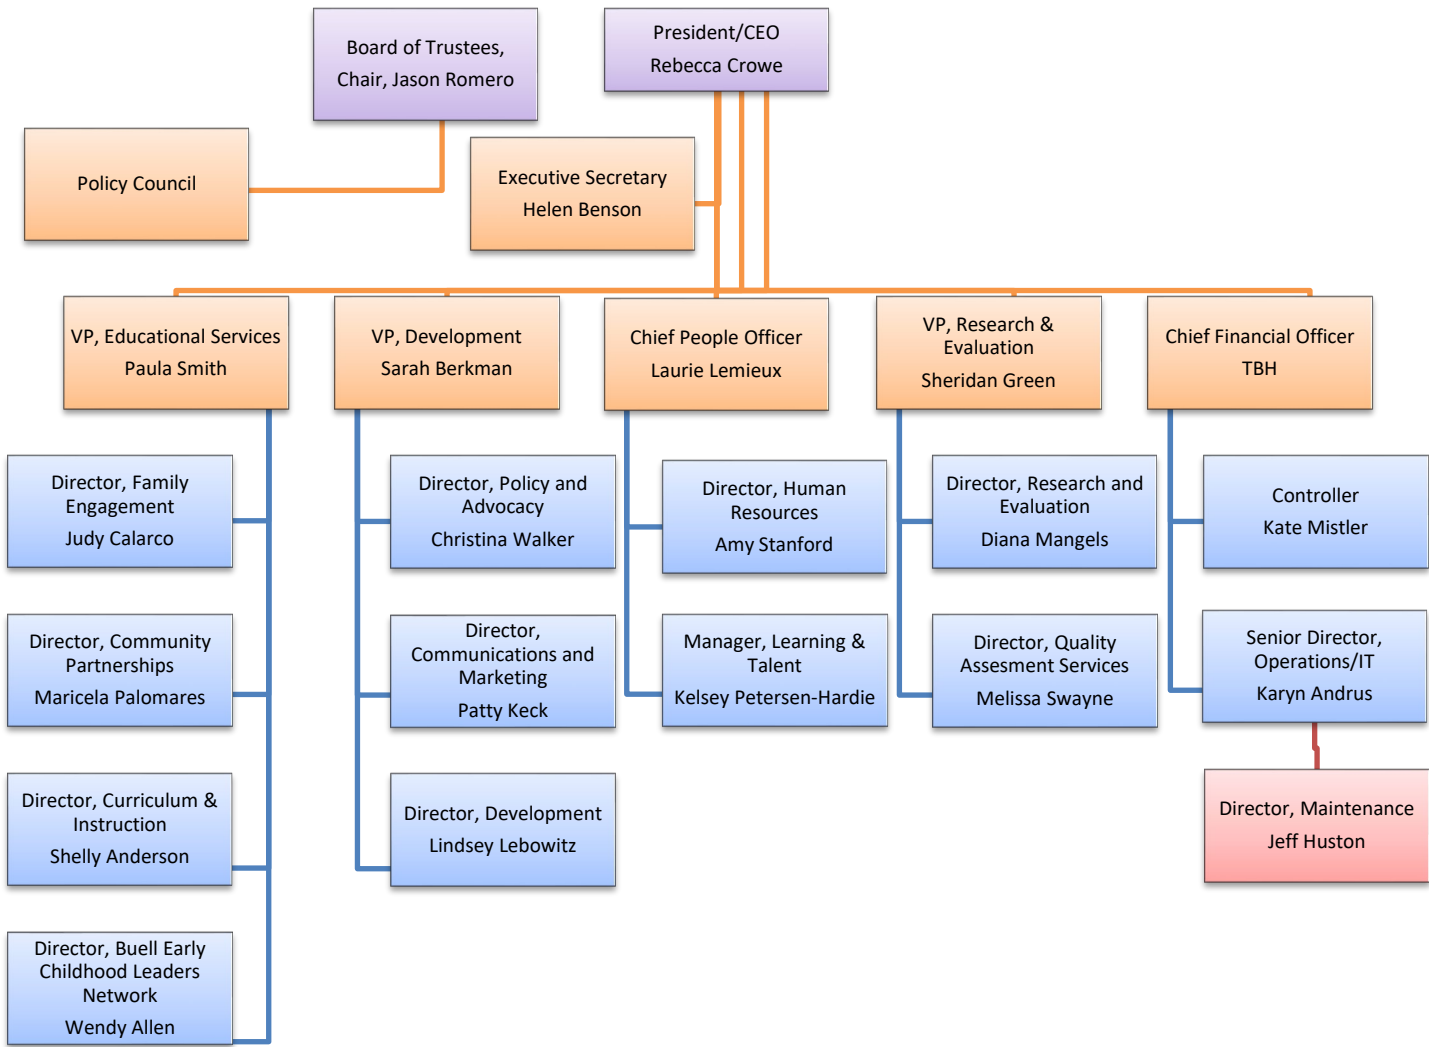 Board of Trustees,
Chair, Jason Romero
President/CEO
Rebecca Crowe
Policy Council
Executive Secretary
Helen Benson
VP, Educational Services
Paula Smith
VP, Development
Sarah Berkman
Chief People Officer
Laurie Lemieux
VP, Research &
Evaluation
Sheridan Green
Chief Financial Officer
TBH
Director, Family
Engagement
Judy Calarco
Director, Policy and
Advocacy
Christina Walker
Director, Human
Resources
Amy Stanford
Director, Research and
Evaluation
Diana Mangels
Controller
Kate Mistler
Director, Community
Partnerships
Maricela Palomares
Director,
Communications and
Marketing
Patty Keck
Manager, Learning &
Talent
Kelsey Petersen-Hardie
Director, Quality
Assesment Services
Melissa Swayne
Senior Director,
Operations/IT
Karyn Andrus
Director, Curriculum &
Instruction
Shelly Anderson
Director, Development
Lindsey Lebowitz
Director, Maintenance
Jeff Huston
Director, Buell Early
Childhood Leaders
Network
Wendy Allen